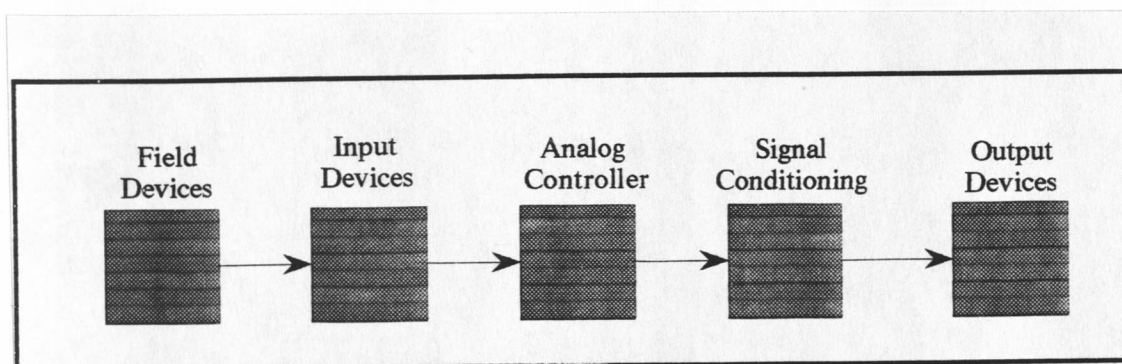 Field
Devices
Input
Devices
Analog
Controller
Signal
Conditioning
Output
Devices